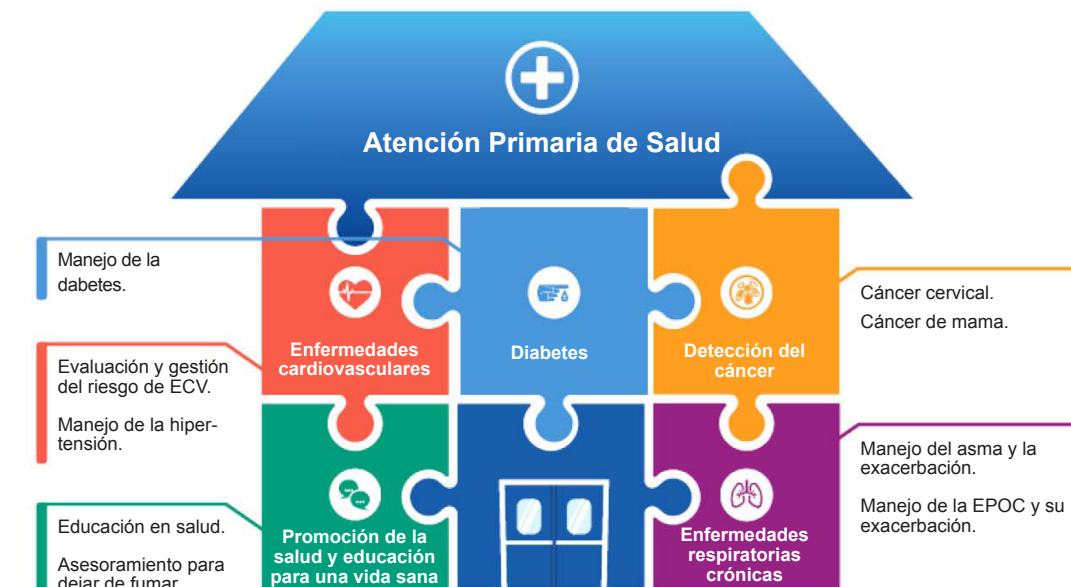 Atención Primaria de Salud
Manejo de la
dabetes.
Enfermedades
cardiovasculares
Diabetes
Detección del
cáncer
Cáncer cervical.
Cáncer de mama.
Evaluación y gestión
del riesgo de ECV.
Manejo de la hiper-
tensión.
Manejo del asma y la
exacerbación.
Manejo de la EPOC y su
exacerbación.
Educación en salud.
Asesoramiento para
dejar de fumar
Promoción de la
salud y educación
para una vida sana
Enfermedades
respiratorias
crónicas